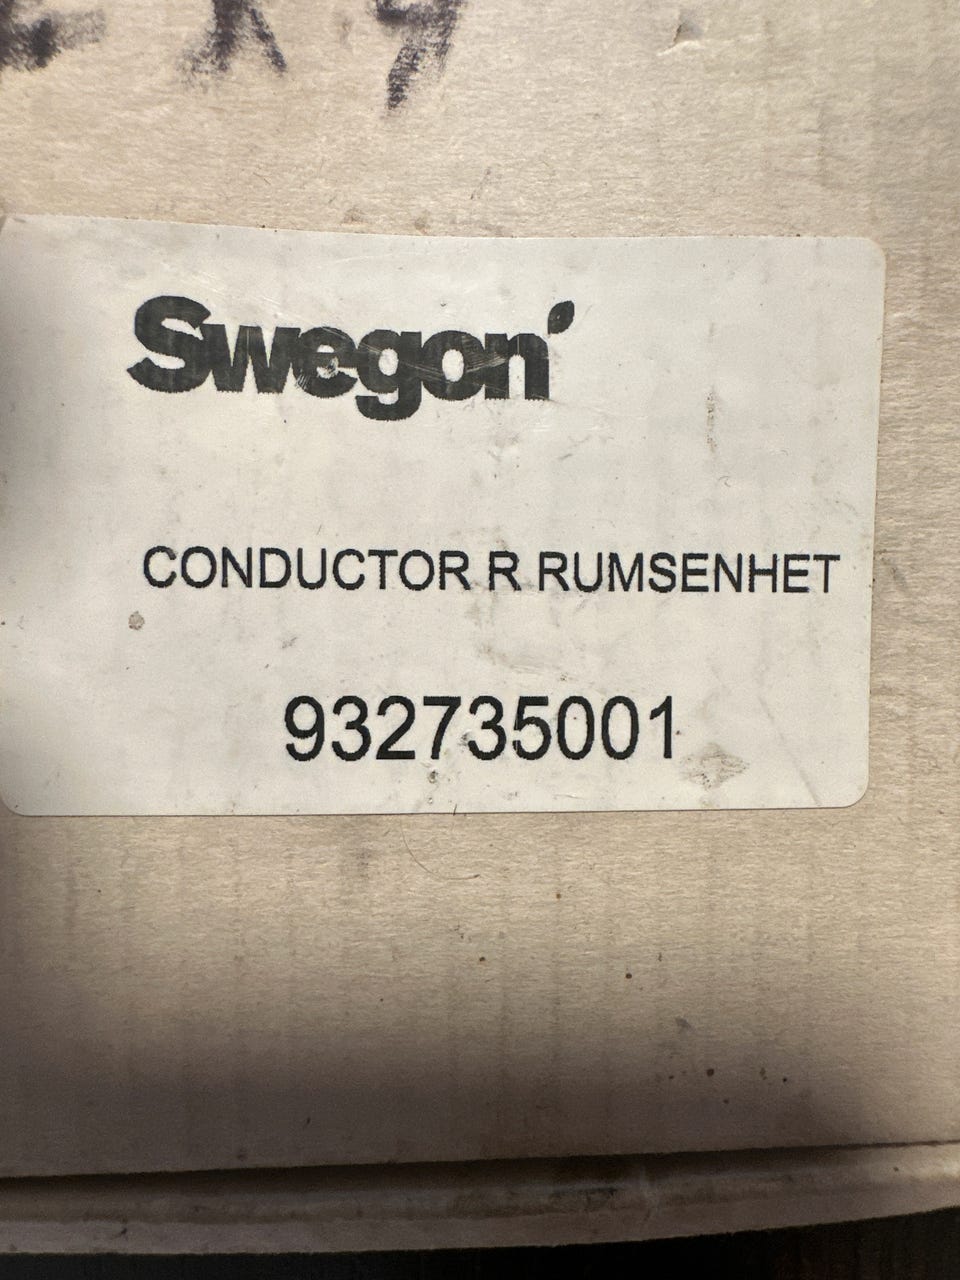 Swegon
CONDUCTOR R RUMSENHET
932735001